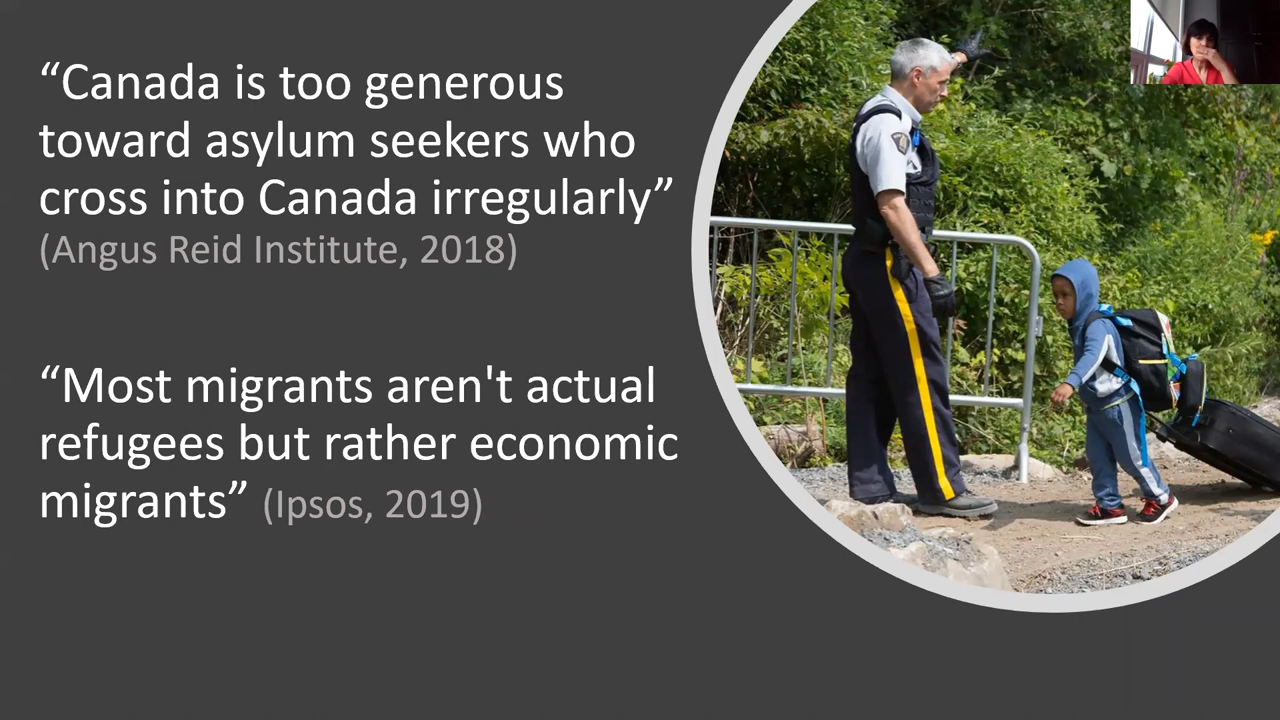 “Canada is too generous
toward asylum seekers who
cross into Canada irregularly”
(Angus Reid Institute, 2018)
“Most migrants aren't actual
refugees but rather economic
migrants” (Ipsos, 2019)